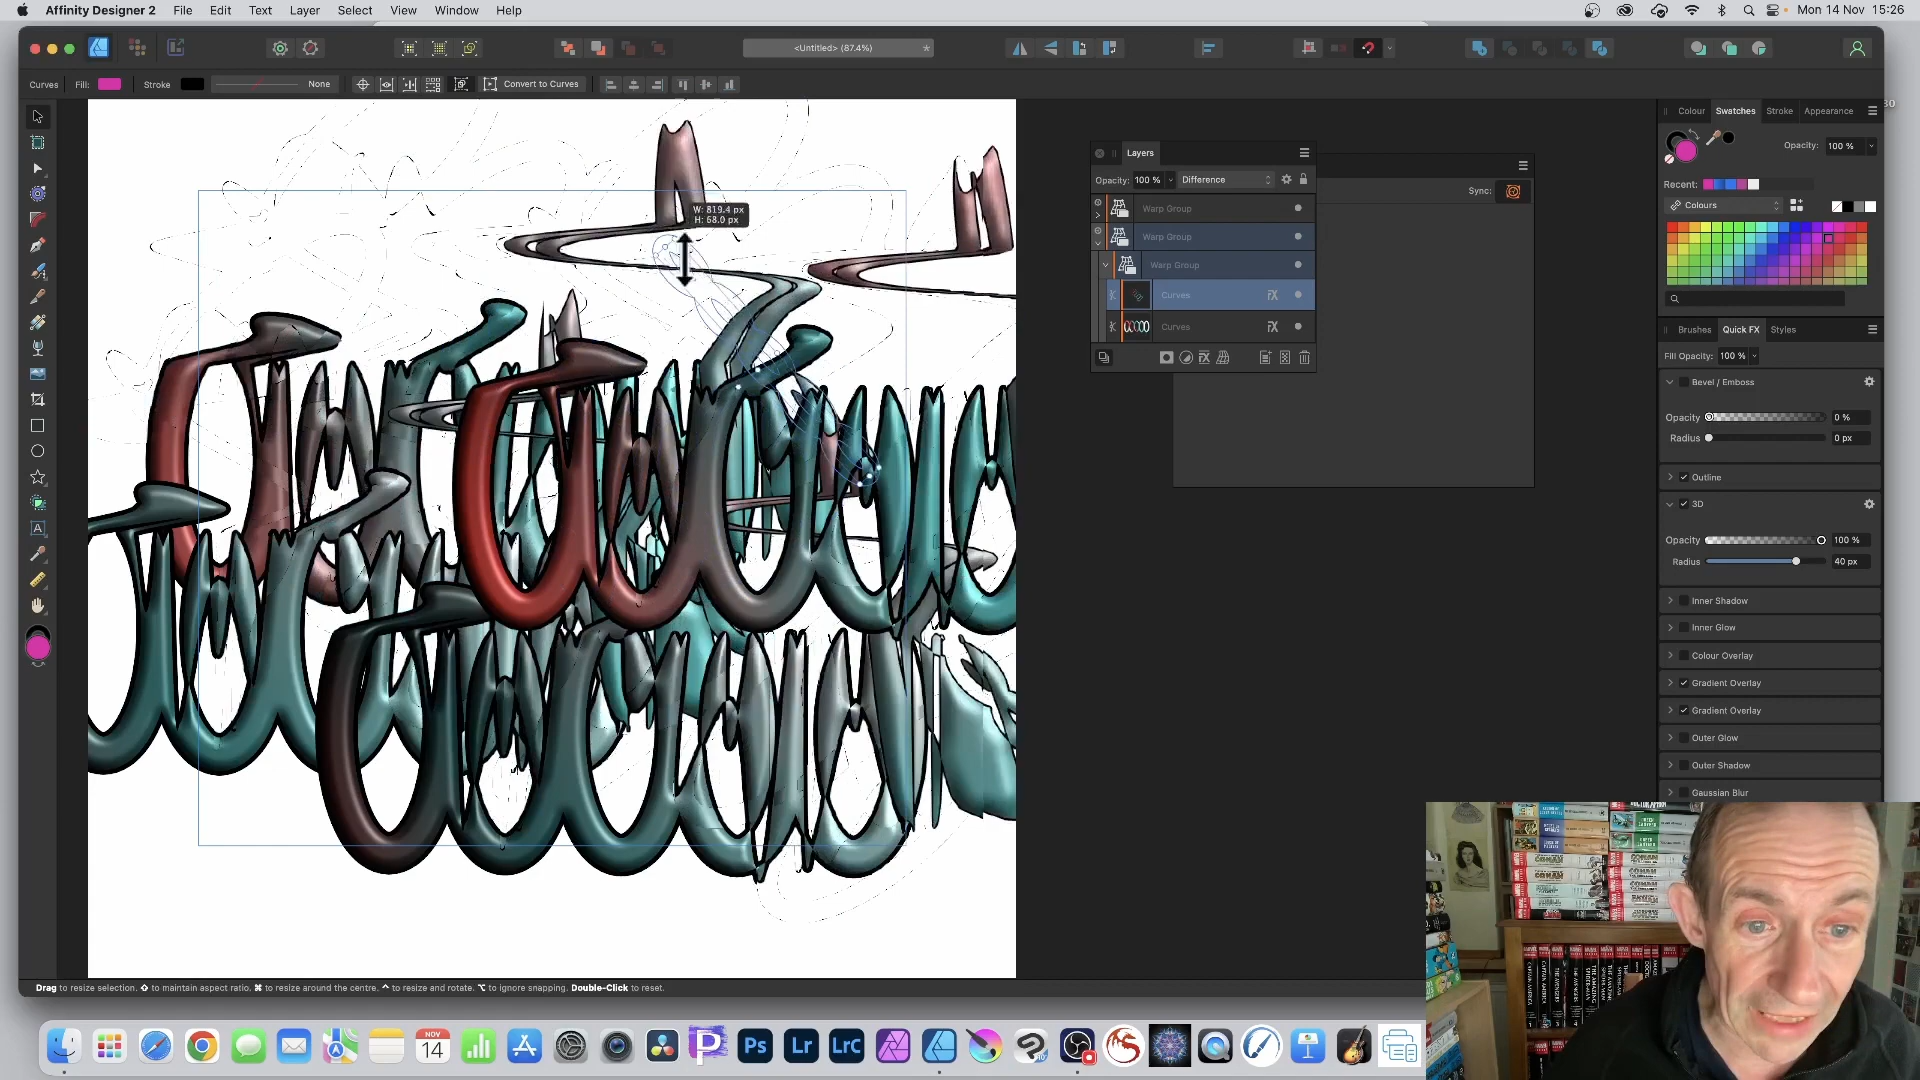 Affinity Designer 2 File Edit Text Layer Select View Window Help Mon 14 Nov 15:26
<Untitled> (87.4%)
Curves Fill: Stroke None Convert to Curves
Colour Swatches Stroke Appearance
Opacity: 100 %
Recent:
Colours
W: 819.4 px
H: 68.0 px
Layers
Opacity: 100 % Difference
Warp Group
Warp Group
Warp Group
Curves
Curves
Sync:
Brushes Quick FX Styles
Fill Opacity: 100 %
Bevel / Emboss
Opacity 0 %
Radius 0 px
Outline
3D
Opacity 100 %
Radius 40 px
Inner Shadow
Inner Glow
Colour Overlay
Gradient Overlay
Gradient Overlay
Outer Glow
Outer Shadow
Gaussian Blur
Drag to resize selection. ⇧ to maintain aspect ratio. ⌘ to resize around the centre. ⌃ to resize and rotate. ⌥ to ignore snapping. Double-Click to reset.
NOV
14
Ps Lr LrC